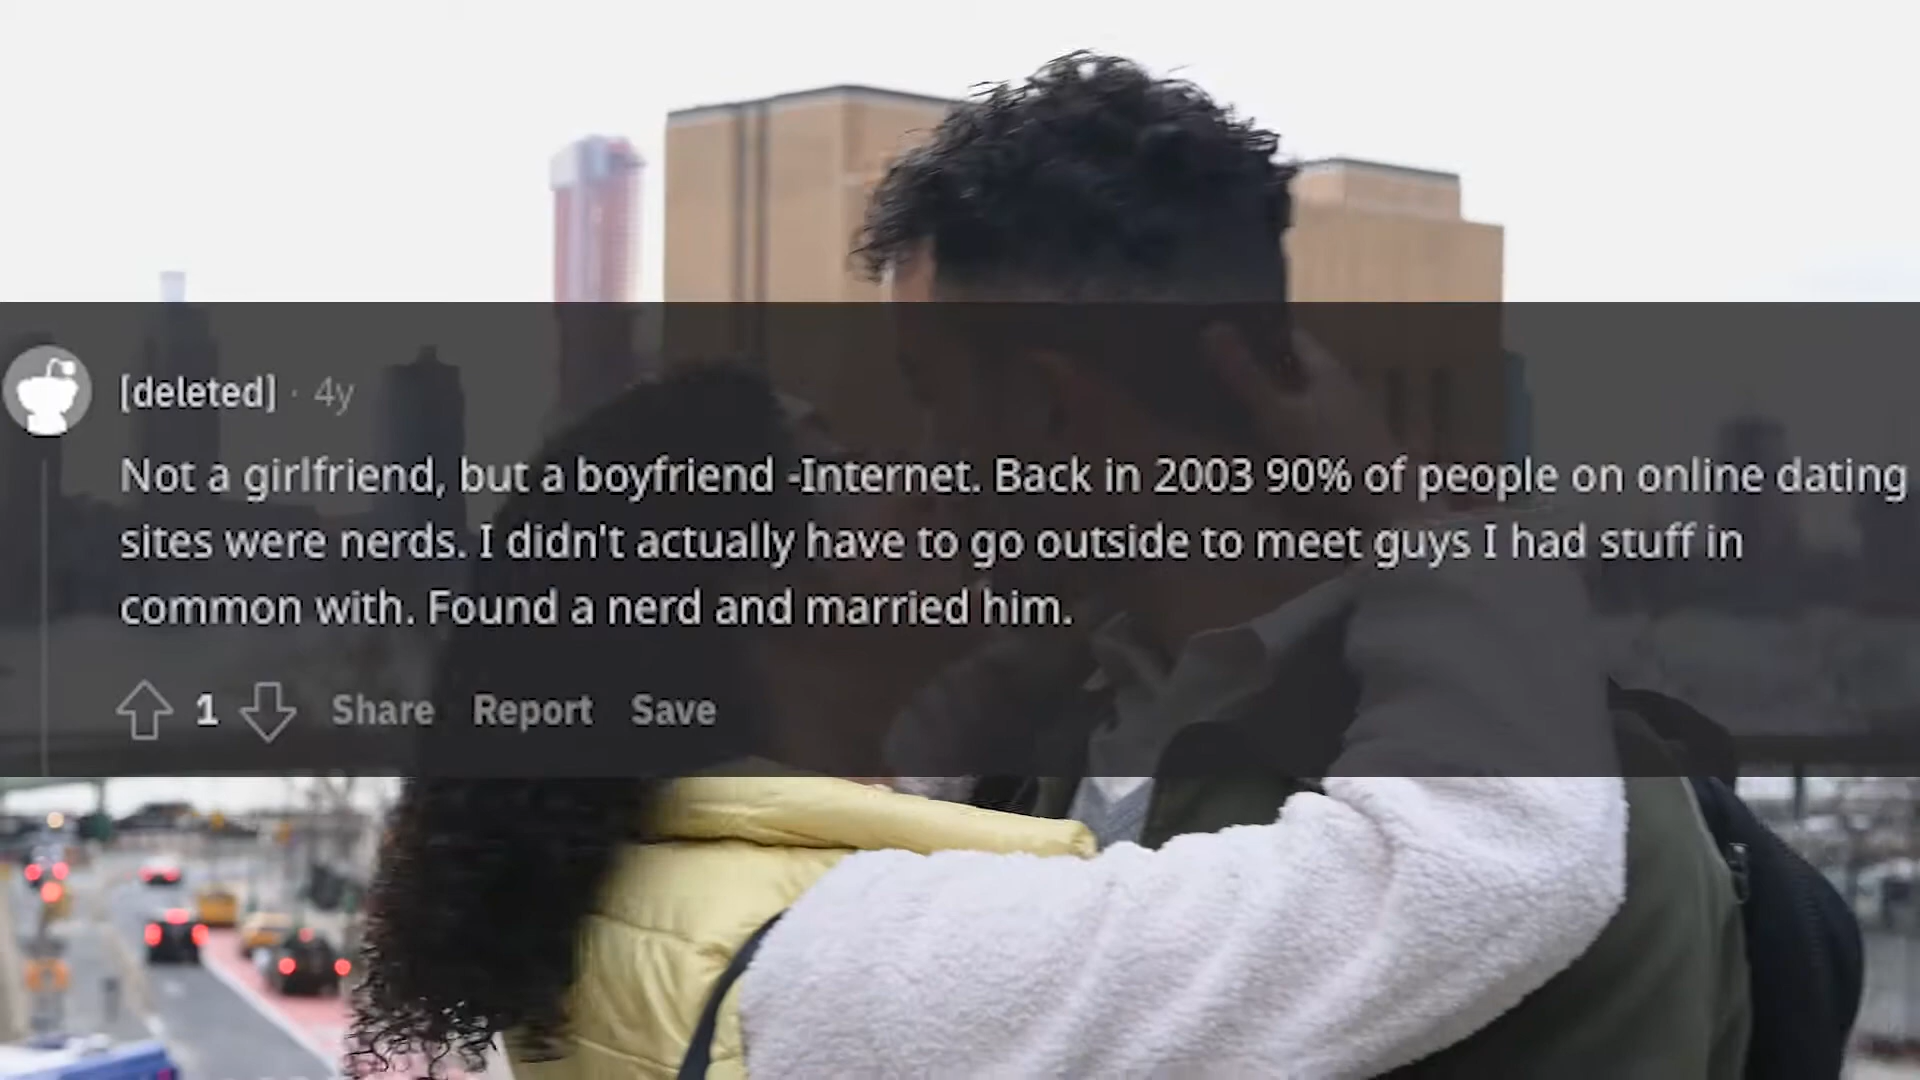 [deleted] · 4y
Not a girlfriend, but a boyfriend -Internet. Back in 2003 90% of people on online dating
sites were nerds. I didn't actually have to go outside to meet guys I had stuff in
common with. Found a nerd and married him.
1 Share Report Save